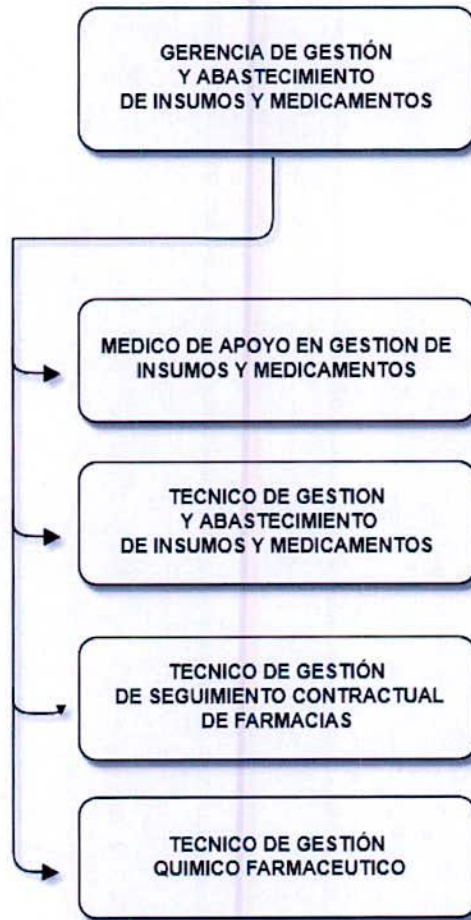 GERENCIA DE GESTIÓN
Y ABASTECIMIENTO
DE INSUMOS Y MEDICAMENTOS
MEDICO DE APOYO EN GESTION DE
INSUMOS Y MEDICAMENTOS
TECNICO DE GESTION
Y ABASTECIMIENTO
DE INSUMOS Y MEDICAMENTOS
TECNICO DE GESTIÓN
DE SEGUIMIENTO CONTRACTUAL
DE FARMACIAS
TECNICO DE GESTIÓN
QUIMICO FARMACEUTICO